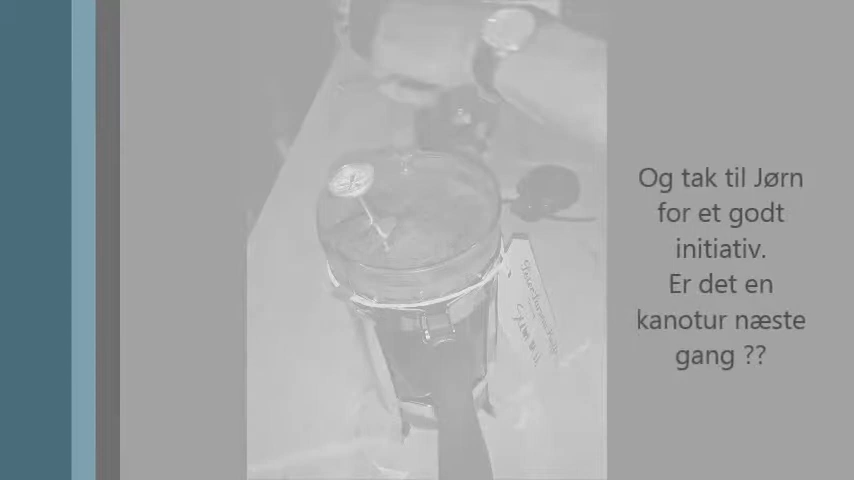 Og tak til Jørn
for et godt
initiativ.
Er det en
kanotur næste
gang ??